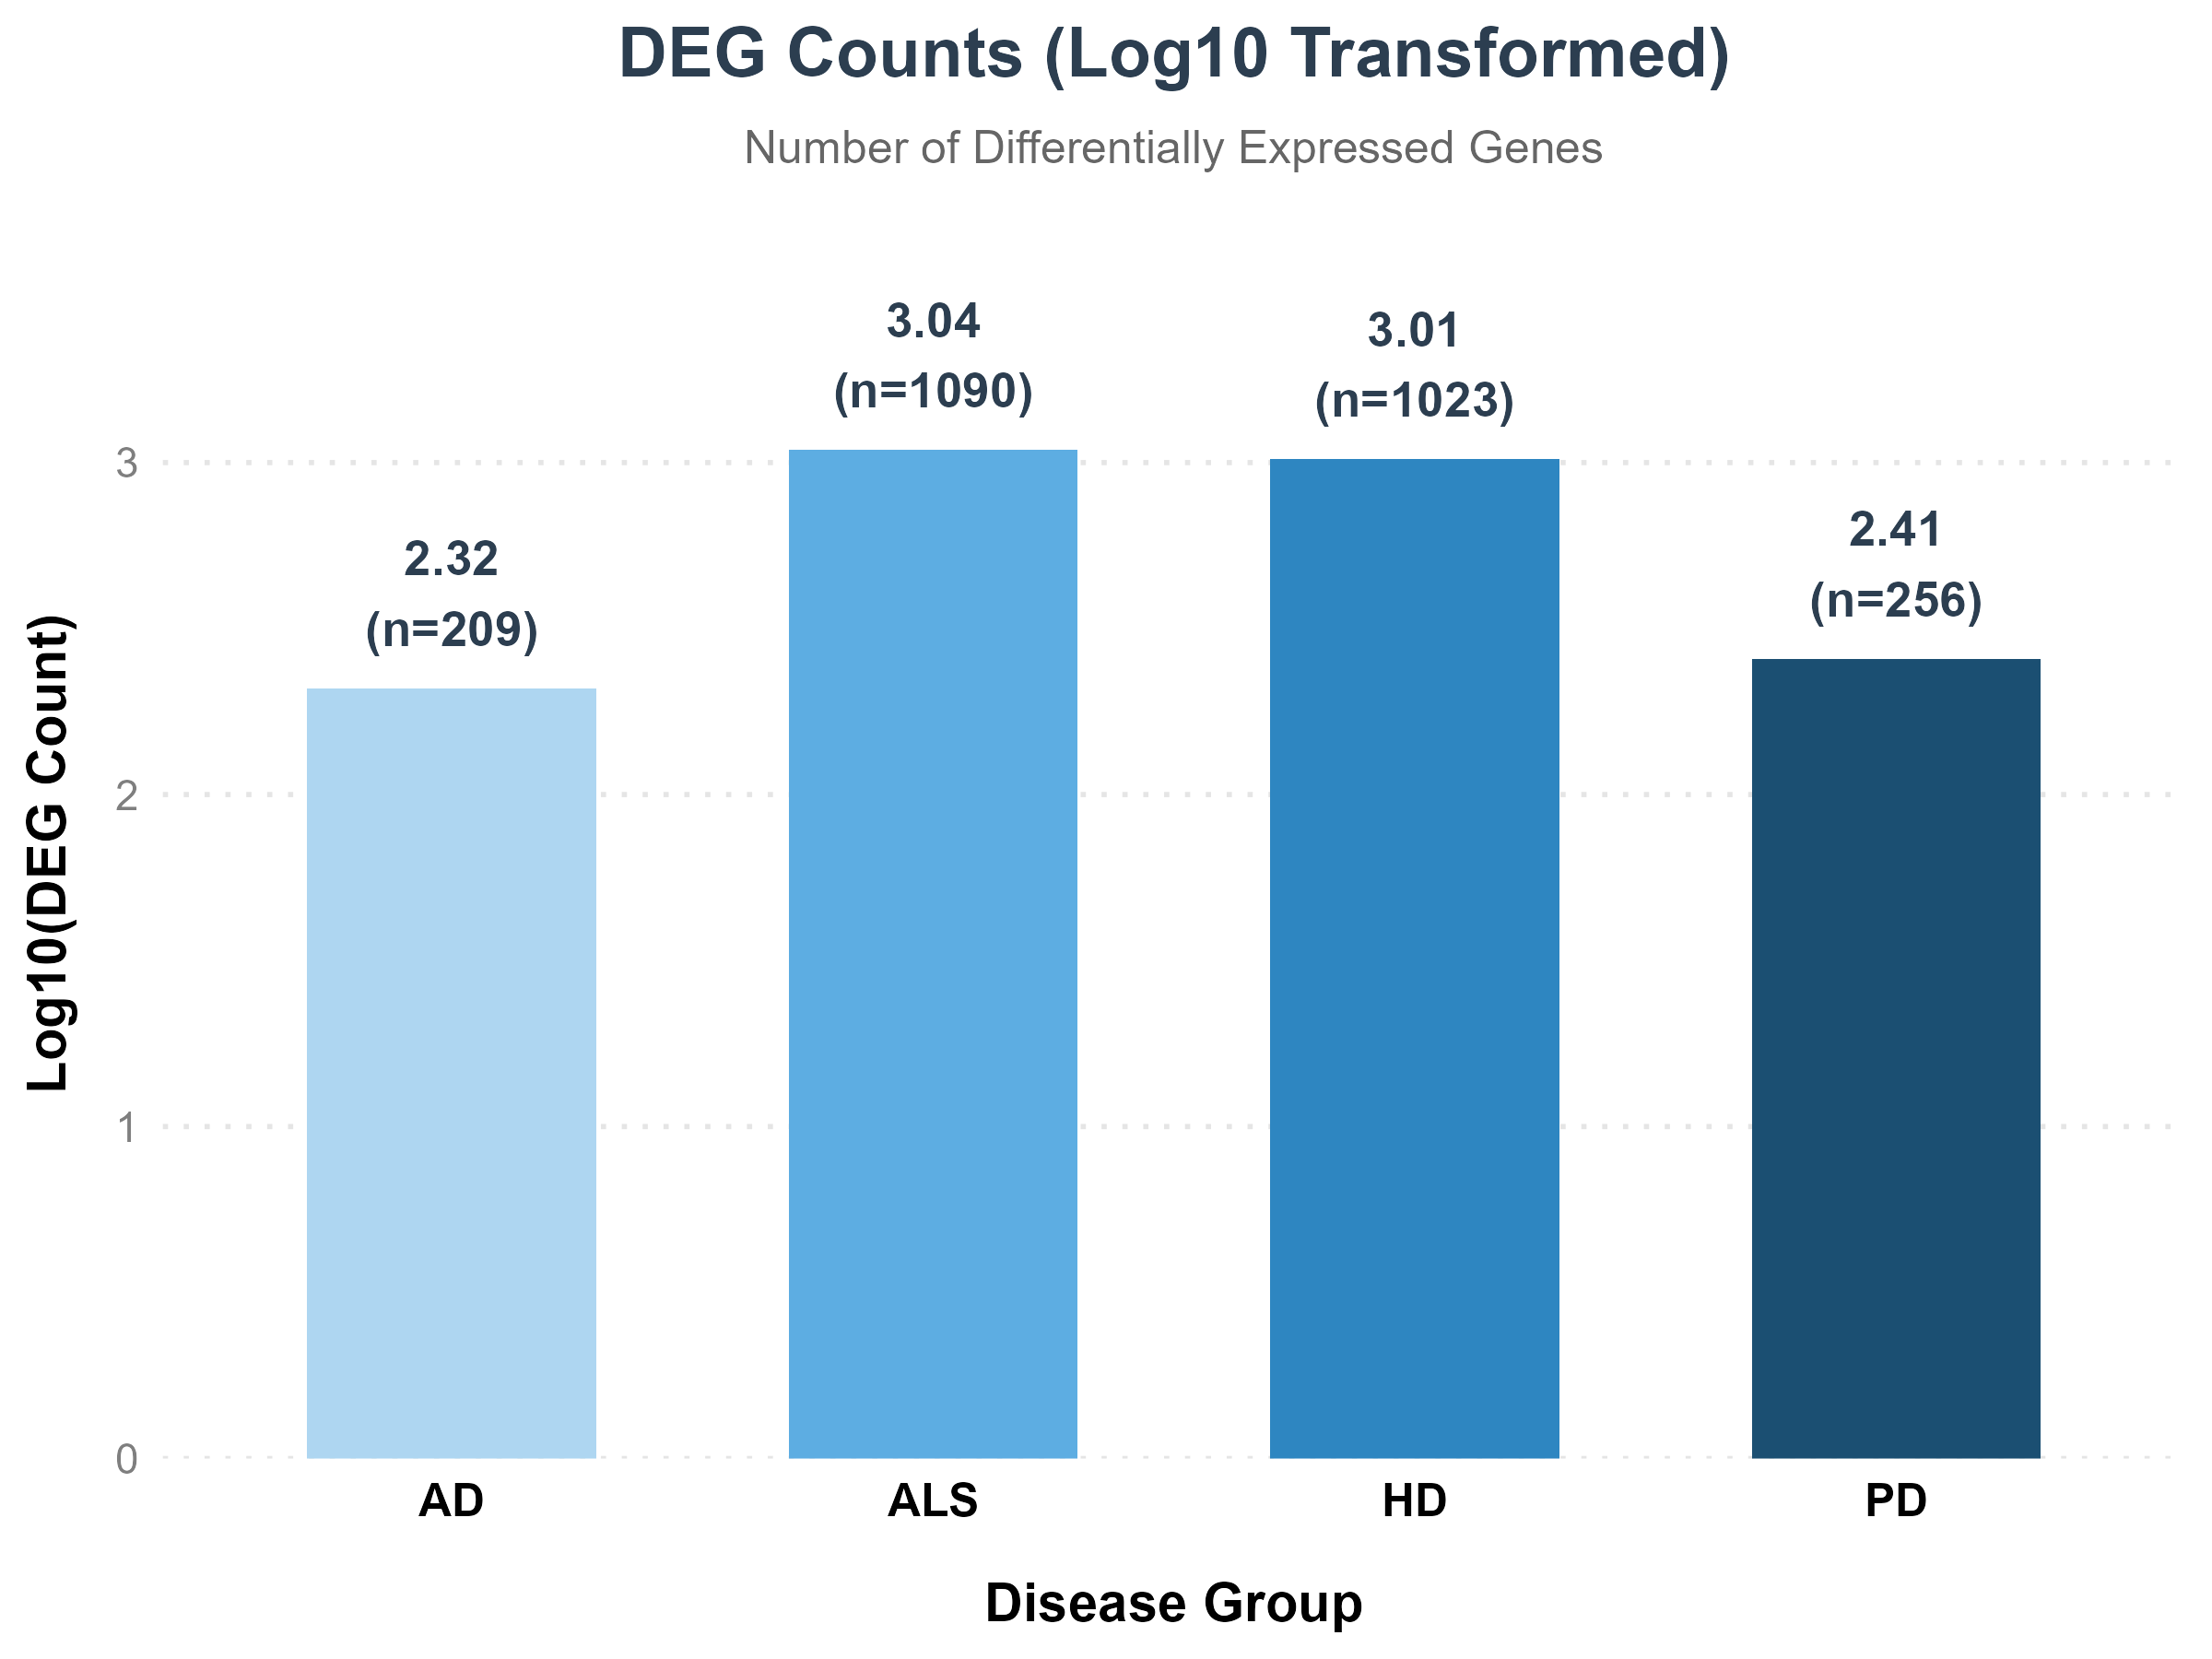 DEG Counts (Log10 Transformed)
Number of Differentially Expressed Genes
3.04
(n=1090)
3.01
(n=1023)
2.32
(n=209)
2.41
(n=256)
3
2
1
0
Log10(DEG Count)
AD
ALS
HD
PD
Disease Group